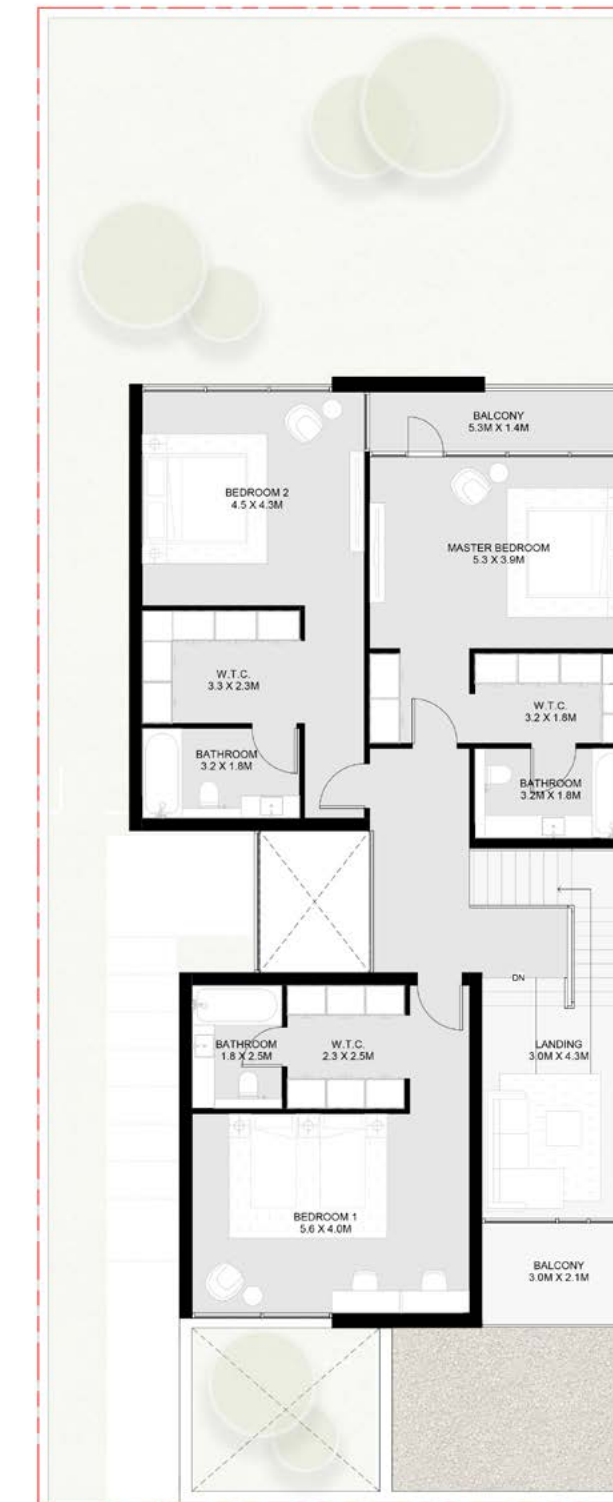 BALCONY
5.3M X 1.4M
BEDROOM 2
4.5 X 4.3M
MASTER BEDROOM
5.3 X 3.9M
W.T.C.
3.3 X 2.3M
W.T.C.
3.2 X 1.8M
BATHROOM
3.2 X 1.8M
BATHROOM
3.2M X 1.8M
DN
BATHROOM
1.8 X 2.5M
W.T.C.
2.3 X 2.5M
LANDING
3.0M X 4.3M
BEDROOM 1
5.6 X 4.0M
BALCONY
3.0M X 2.1M